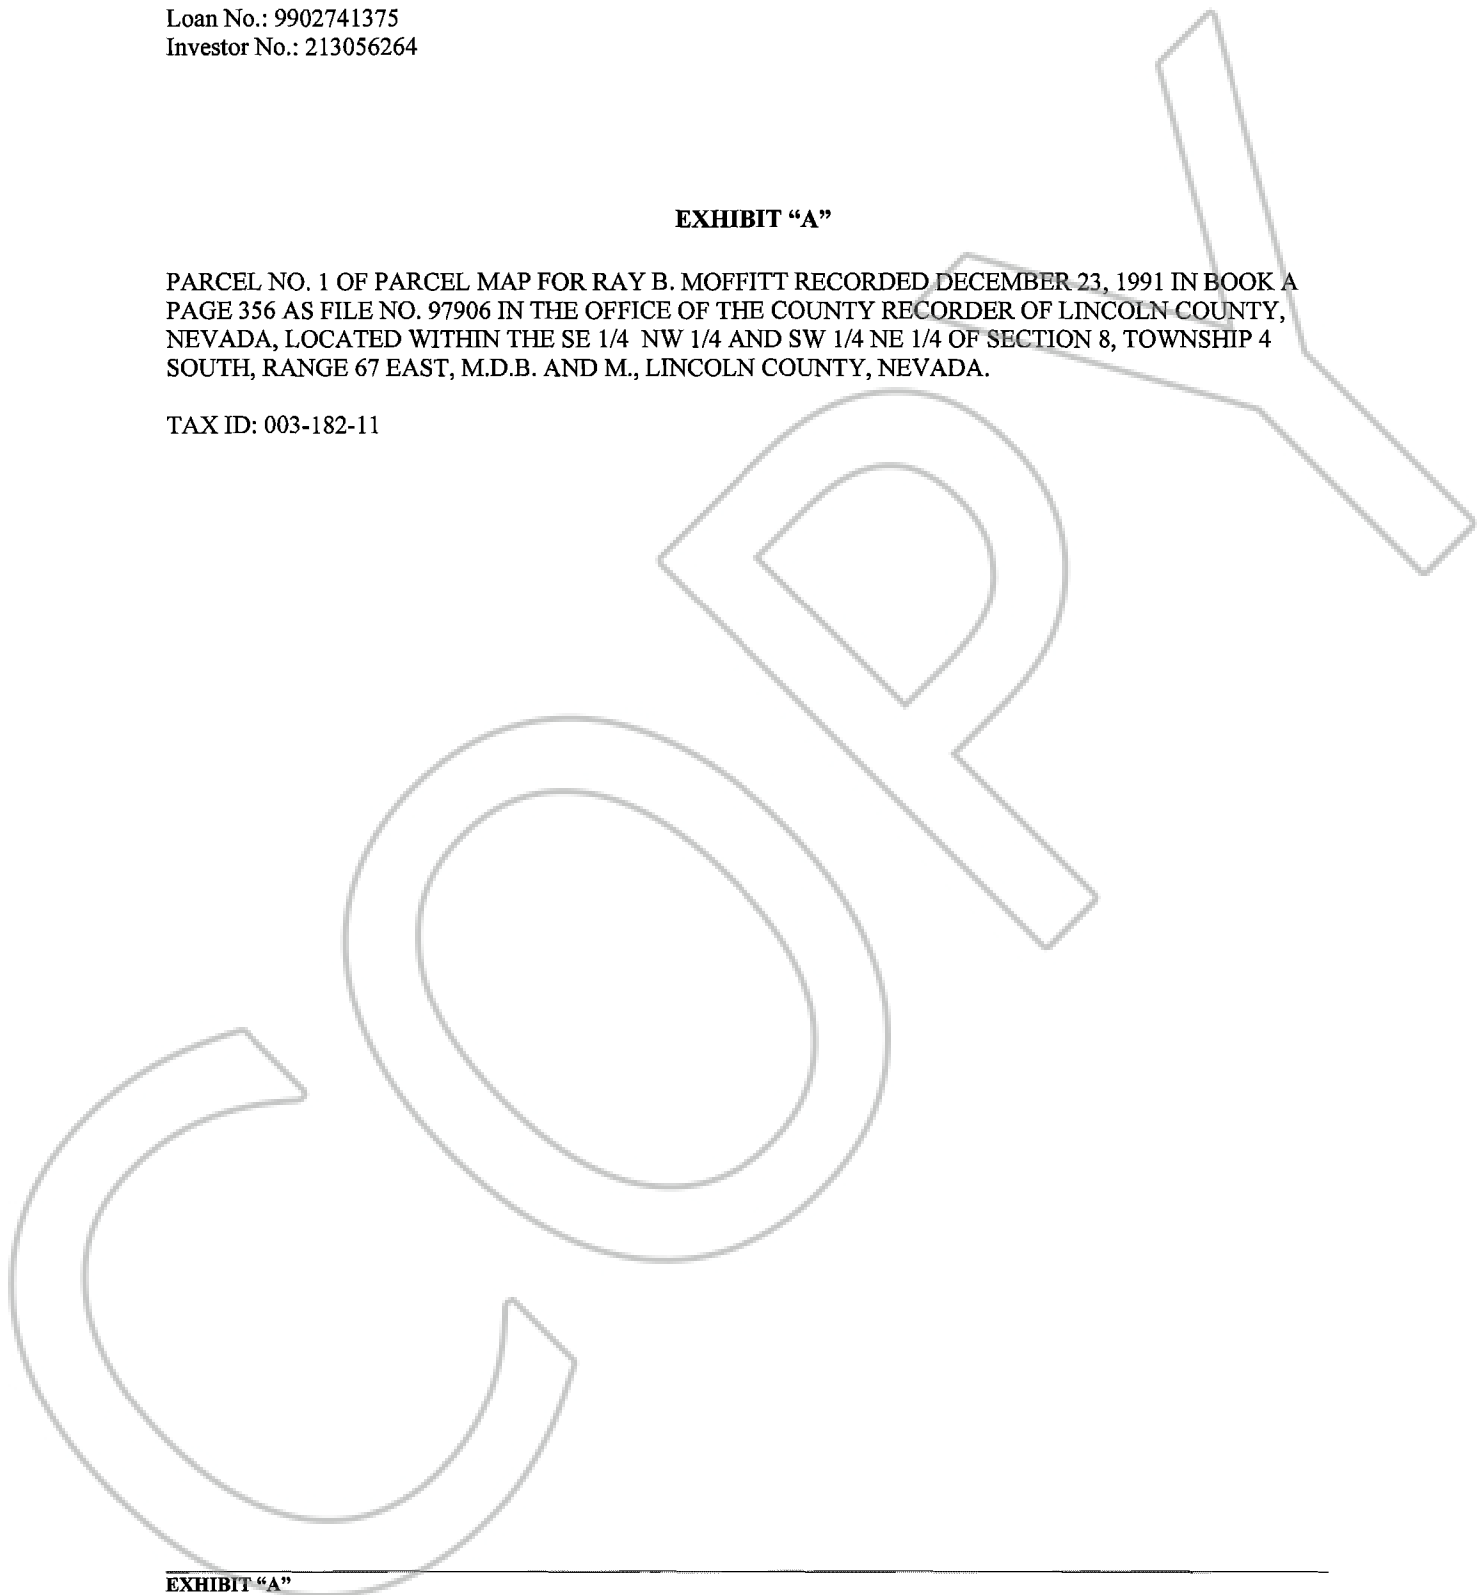 Loan No.: 9902741375
Investor No.: 213056264
EXHIBIT “A”
PARCEL NO. 1 OF PARCEL MAP FOR RAY B. MOFFITT RECORDED DECEMBER 23, 1991 IN BOOK A
PAGE 356 AS FILE NO. 97906 IN THE OFFICE OF THE COUNTY RECORDER OF LINCOLN COUNTY,
NEVADA, LOCATED WITHIN THE SE 1/4 NW 1/4 AND SW 1/4 NE 1/4 OF SECTION 8, TOWNSHIP 4
SOUTH, RANGE 67 EAST, M.D.B. AND M., LINCOLN COUNTY, NEVADA.
TAX ID: 003-182-11
COPY
EXHIBIT “A”